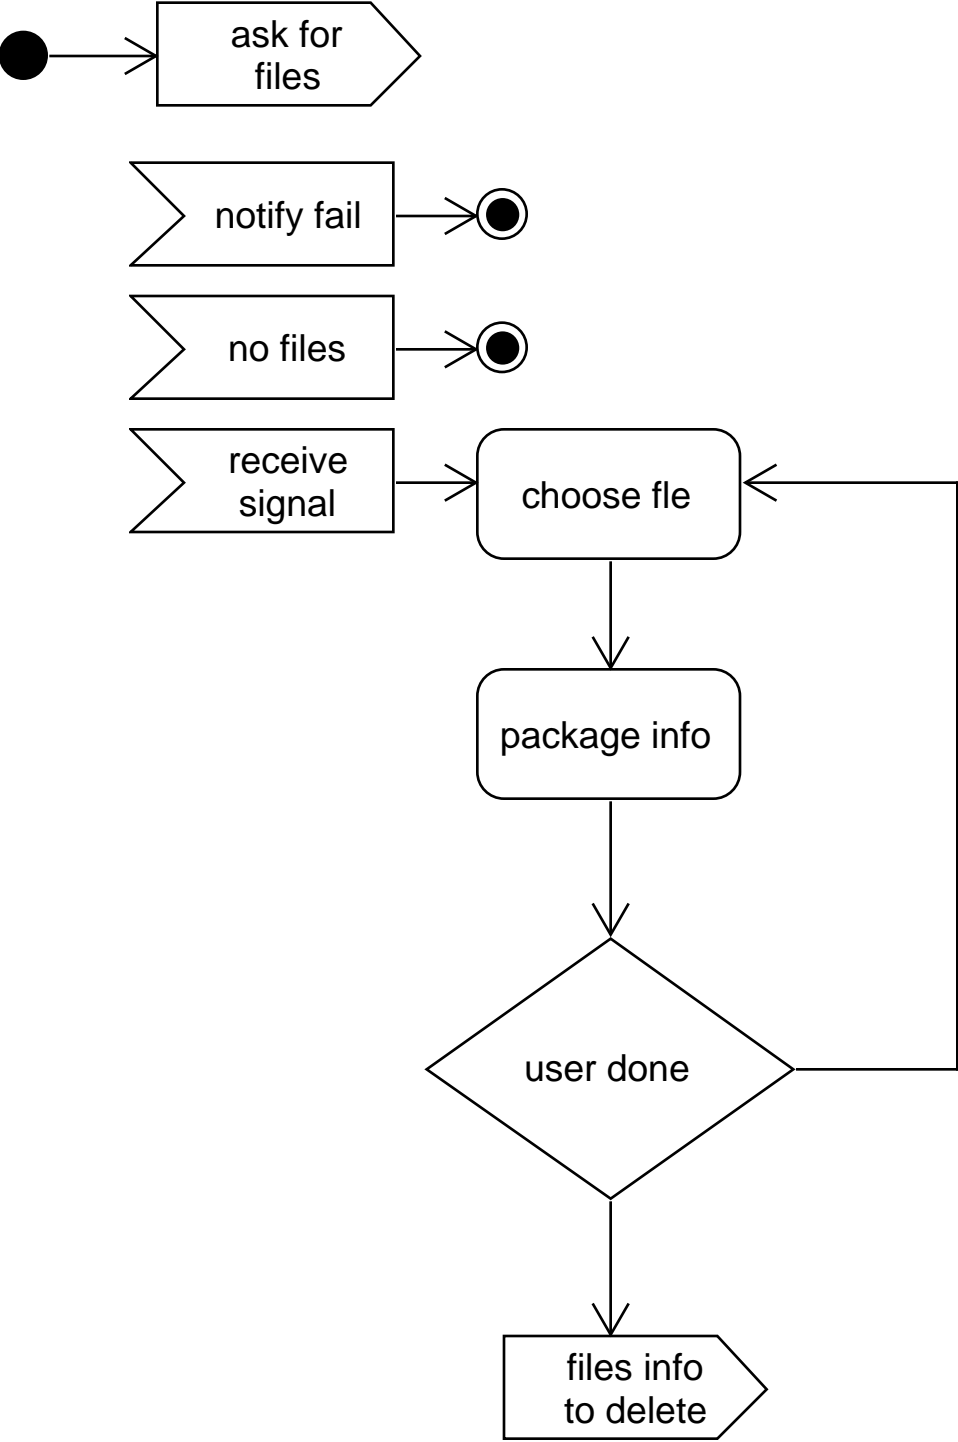 ask for
files
notify fail
no files
receive
signal
choose fle
package info
user done
files info
to delete